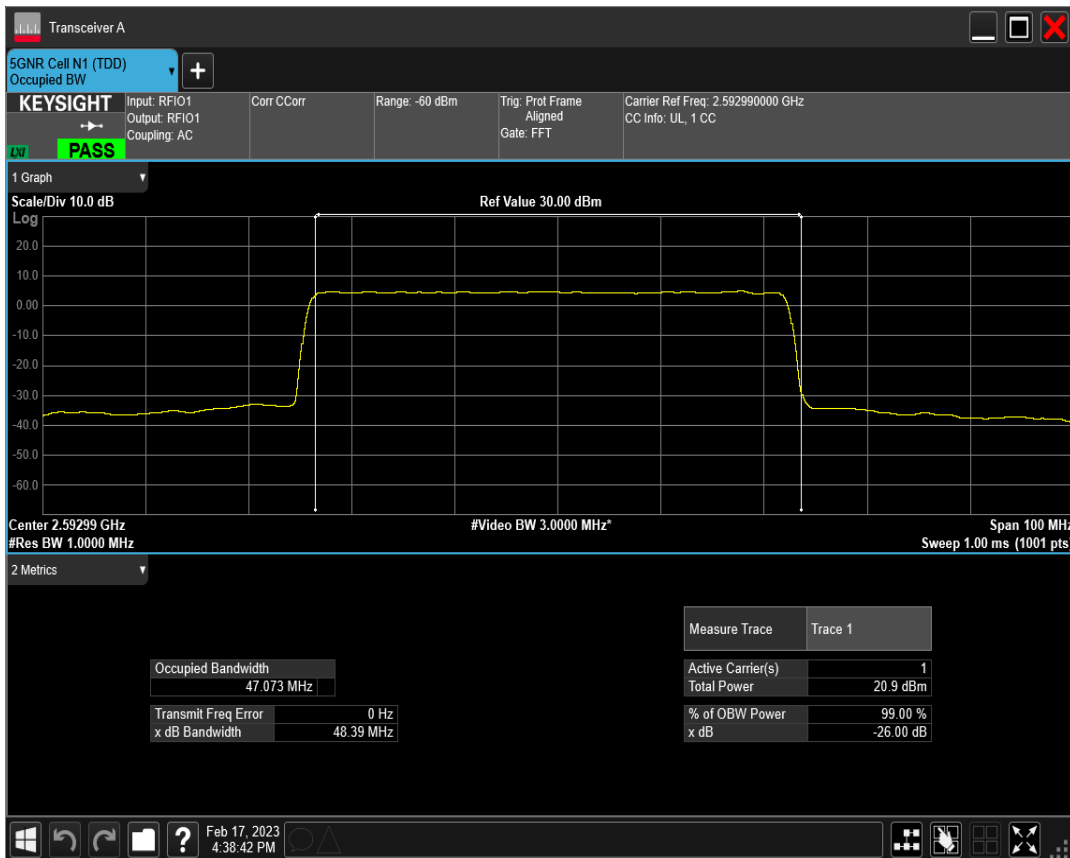 Transceiver A
5GNR Cell N1 (TDD)
Occupied BW
+
KEYSIGHT
LXI
PASS
Input: RFIO1
Output: RFIO1
Coupling: AC
Corr CCorr
Range: -60 dBm
Trig: Prot Frame
Aligned
Gate: FFT
Carrier Ref Freq: 2.592990000 GHz
CC Info: UL, 1 CC
1 Graph
Scale/Div 10.0 dB
Ref Value 30.00 dBm
Log
20.0
10.0
0.00
-10.0
-20.0
-30.0
-40.0
-50.0
-60.0
Center 2.59299 GHz
#Video BW 3.0000 MHz*
Span 100 MHz
#Res BW 1.0000 MHz
Sweep 1.00 ms (1001 pts)
2 Metrics
Measure Trace Trace 1
Occupied Bandwidth
47.073 MHz
Active Carrier(s) 1
Total Power 20.9 dBm
Transmit Freq Error 0 Hz
x dB Bandwidth 48.39 MHz
% of OBW Power 99.00 %
x dB -26.00 dB
?
Feb 17, 2023
4:38:42 PM